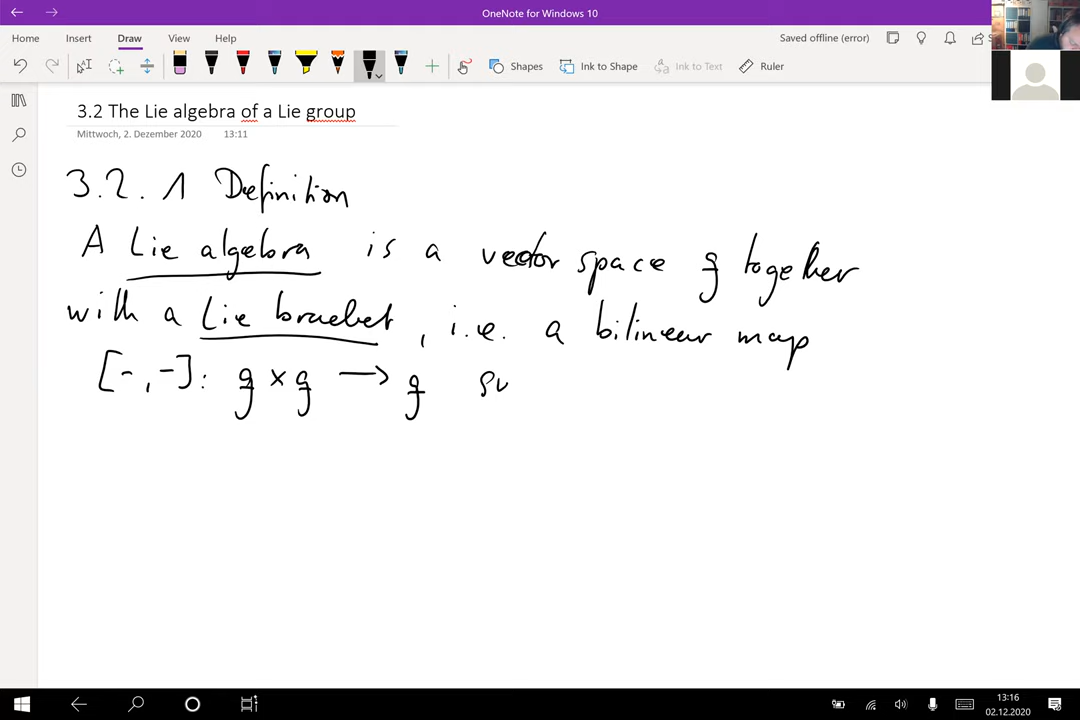 OneNote for Windows 10
Home Insert Draw View Help Saved offline (error)
Shapes Ink to Shape Ink to Text Ruler
3.2 The Lie algebra of a Lie group
Mittwoch, 2. Dezember 2020 13:11
3.2.1 Definition
A Lie algebra is a vector space g together
with a Lie bracket, i.e. a bilinear map
[-,-]: g × g → g su
13:16
02.12.2020